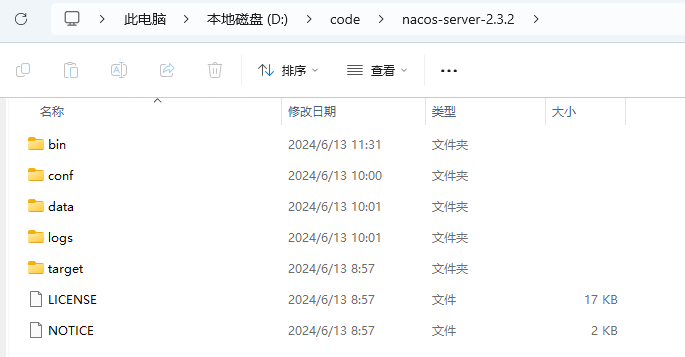 此电脑 > 本地磁盘 (D:) > code > nacos-server-2.3.2 >
排序 查看
名称 修改日期 类型 大小
bin 2024/6/13 11:31 文件夹
conf 2024/6/13 10:00 文件夹
data 2024/6/13 10:01 文件夹
logs 2024/6/13 10:01 文件夹
target 2024/6/13 8:57 文件夹
LICENSE 2024/6/13 8:57 文件 17 KB
NOTICE 2024/6/13 8:57 文件 2 KB